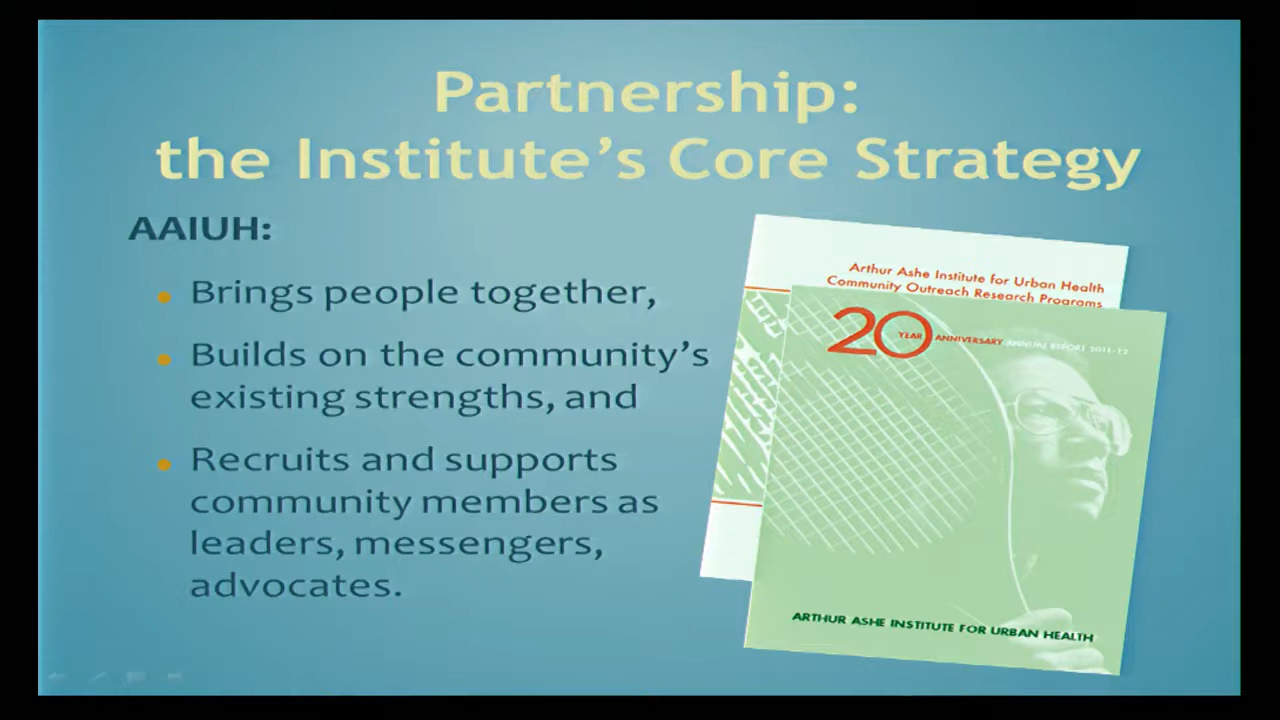 Partnership:
the Institute’s Core Strategy
AAIUH:
Brings people together,
Builds on the community’s
existing strengths, and
Recruits and supports
community members as
leaders, messengers,
advocates.
Arthur Ashe Institute for Urban Health
Community Outreach Research Programs
20 YEAR ANNIVERSARY ANNUAL REPORT 2011-12
ARTHUR ASHE INSTITUTE FOR URBAN HEALTH